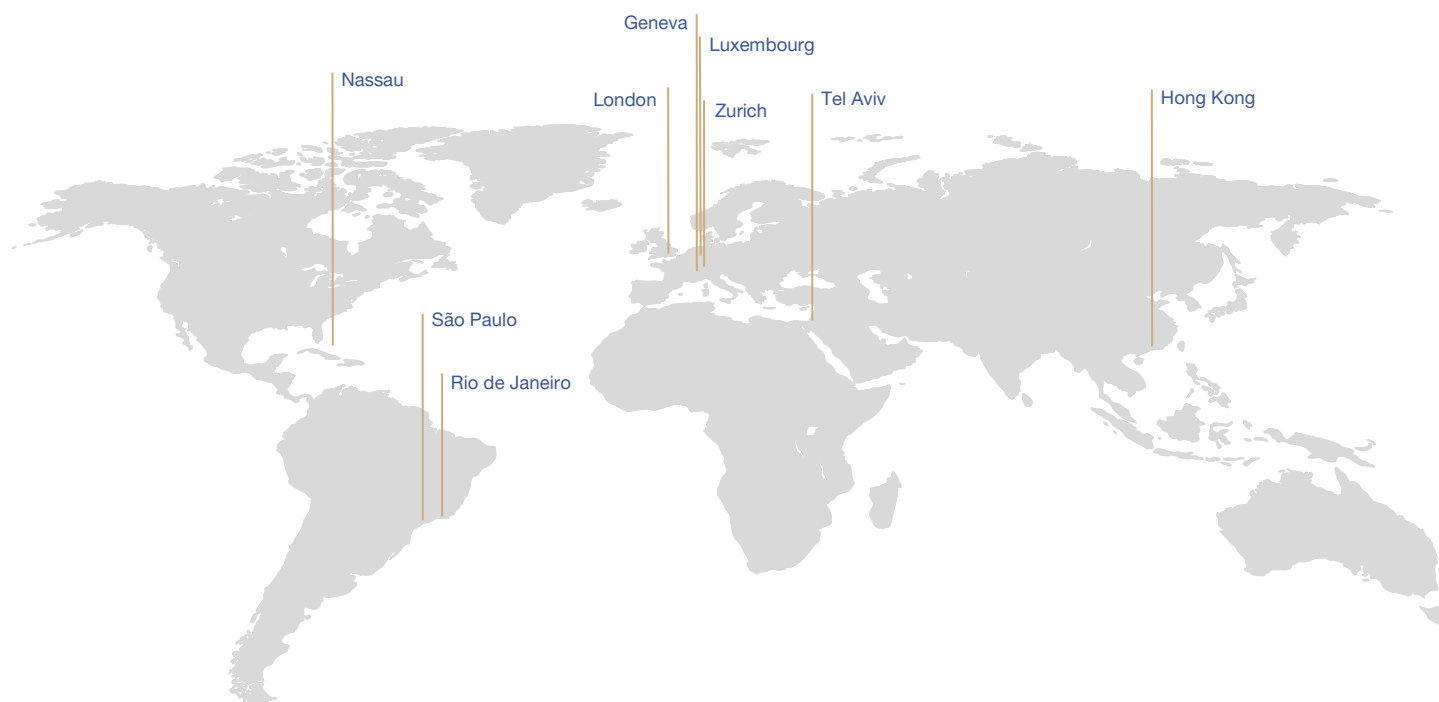 Geneva
Luxembourg
Nassau
London
Zurich
Tel Aviv
Hong Kong
São Paulo
Rio de Janeiro